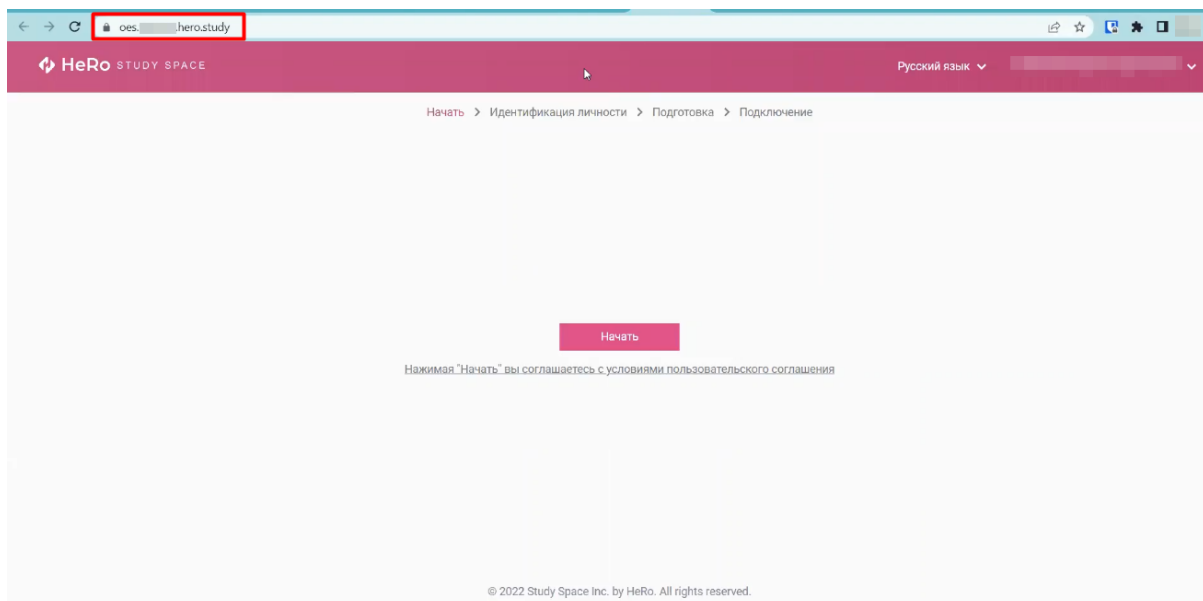 oes. .hero.study
HeRo STUDY SPACE
Русский язык
Начать > Идентификация личности > Подготовка > Подключение
Начать
Нажимая "Начать" вы соглашаетесь с условиями пользовательского соглашения
© 2022 Study Space Inc. by HeRo. All rights reserved.